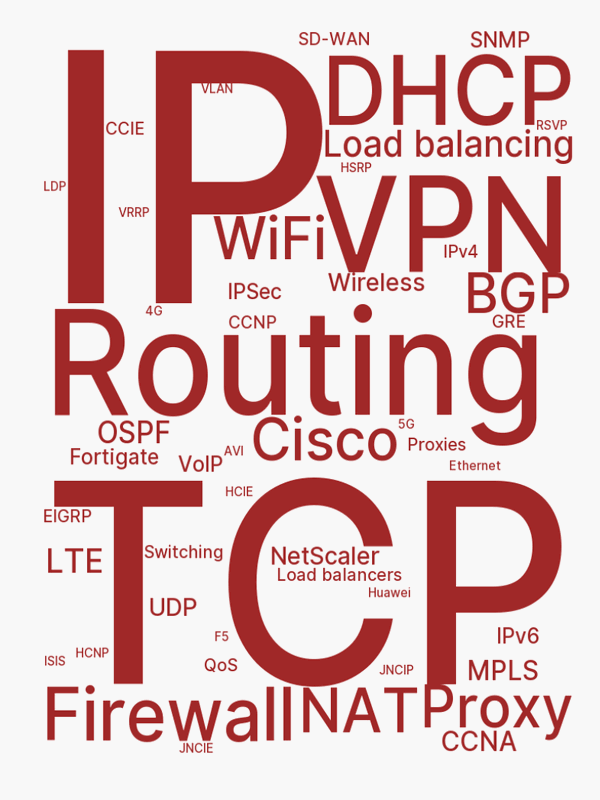 SD-WAN
SNMP
IP
DHCP
VLAN
CCIE
RSVP
Load balancing
HSRP
LDP
VPN
VRRP
WiFi
IPv4
Wireless
IPSec
BGP
4G
CCNP
GRE
Routing
OSPF
Cisco
5G
Proxies
Fortigate
VoIP
AVI
Ethernet
TCP
HCIE
EIGRP
LTE
Switching
NetScaler
Load balancers
Huawei
UDP
F5
IPv6
ISIS
HCNP
QoS
JNCIP
MPLS
Firewall
NAT
Proxy
JNCIE
CCNA